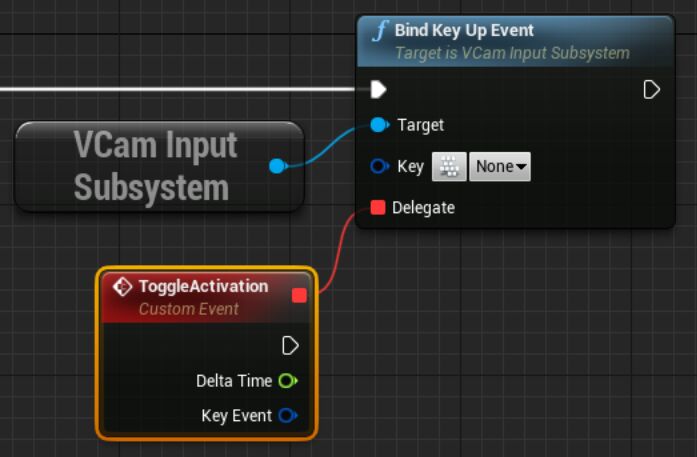 f Bind Key Up Event
Target is VCam Input Subsystem
VCam Input
Subsystem
Target
Key None
Delegate
ToggleActivation
Custom Event
Delta Time
Key Event